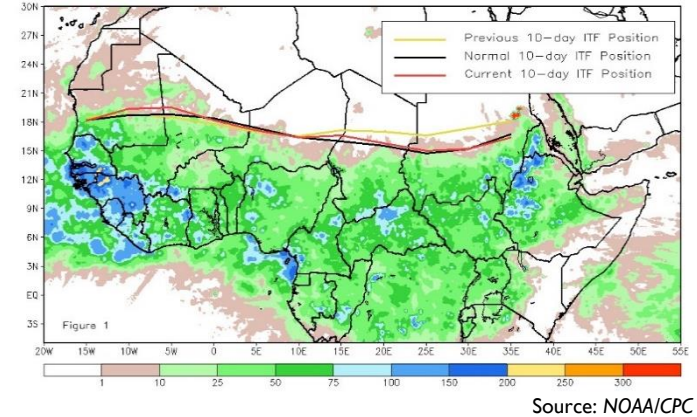 30N
27N
24N
21N
18N
15N
12N
9N
6N
3N
EQ
3S
Previous 10-day ITF Position
Normal 10-day ITF Position
Current 10-day ITF Position
Figure 1
20W 15W 10W 5W 0 5E 10E 15E 20E 25E 30E 35E 40E 45E 50E 55E
1 10 25 50 75 100 150 200 250 300
Source: NOAA/CPC